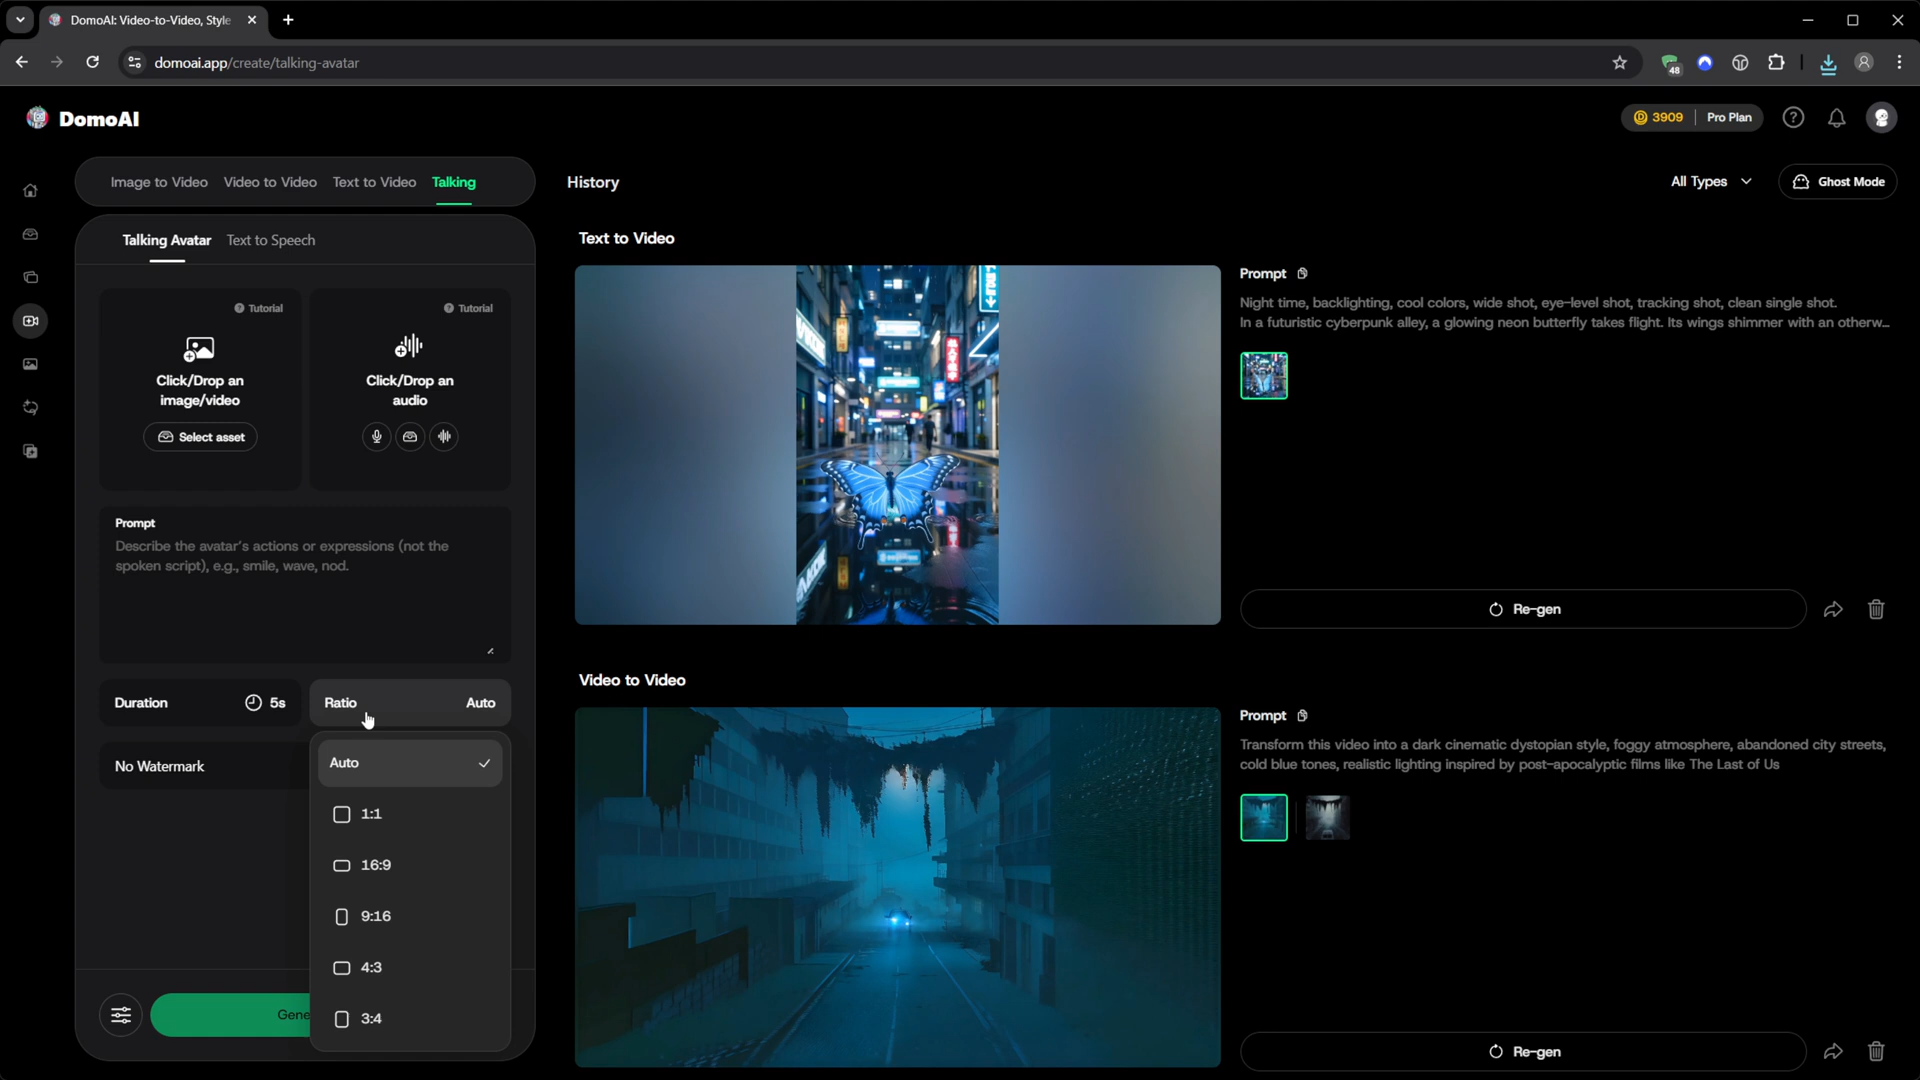 DomoAI: Video-to-Video, Style
domoai.app/create/talking-avatar
48
DomoAI
3909
Pro Plan
Image to Video
Video to Video
Text to Video
Talking
History
All Types
Ghost Mode
Talking Avatar
Text to Speech
Tutorial
Click/Drop an
image/video
Select asset
Tutorial
Click/Drop an
audio
Prompt
Describe the avatar's actions or expressions (not the
spoken script), e.g., smile, wave, nod.
Duration
5s
Ratio
Auto
No Watermark
Auto
1:1
16:9
9:16
4:3
3:4
Gene
Text to Video
Prompt
Night time, backlighting, cool colors, wide shot, eye-level shot, tracking shot, clean single shot.
In a futuristic cyberpunk alley, a glowing neon butterfly takes flight. Its wings shimmer with an otherw...
Re-gen
Video to Video
Prompt
Transform this video into a dark cinematic dystopian style, foggy atmosphere, abandoned city streets,
cold blue tones, realistic lighting inspired by post-apocalyptic films like The Last of Us
Re-gen